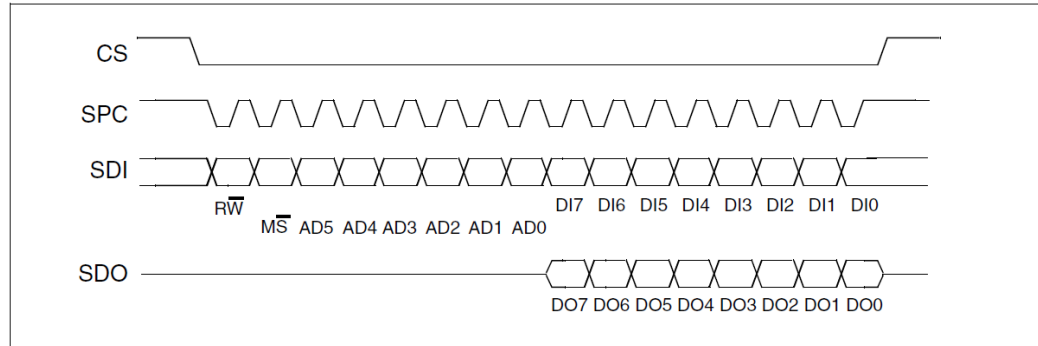 CS
SPC
SDI
RW̅
DI7 DI6 DI5 DI4 DI3 DI2 DI1 DI0
MS̅ AD5 AD4 AD3 AD2 AD1 AD0
SDO
DO7 DO6 DO5 DO4 DO3 DO2 DO1 DO0